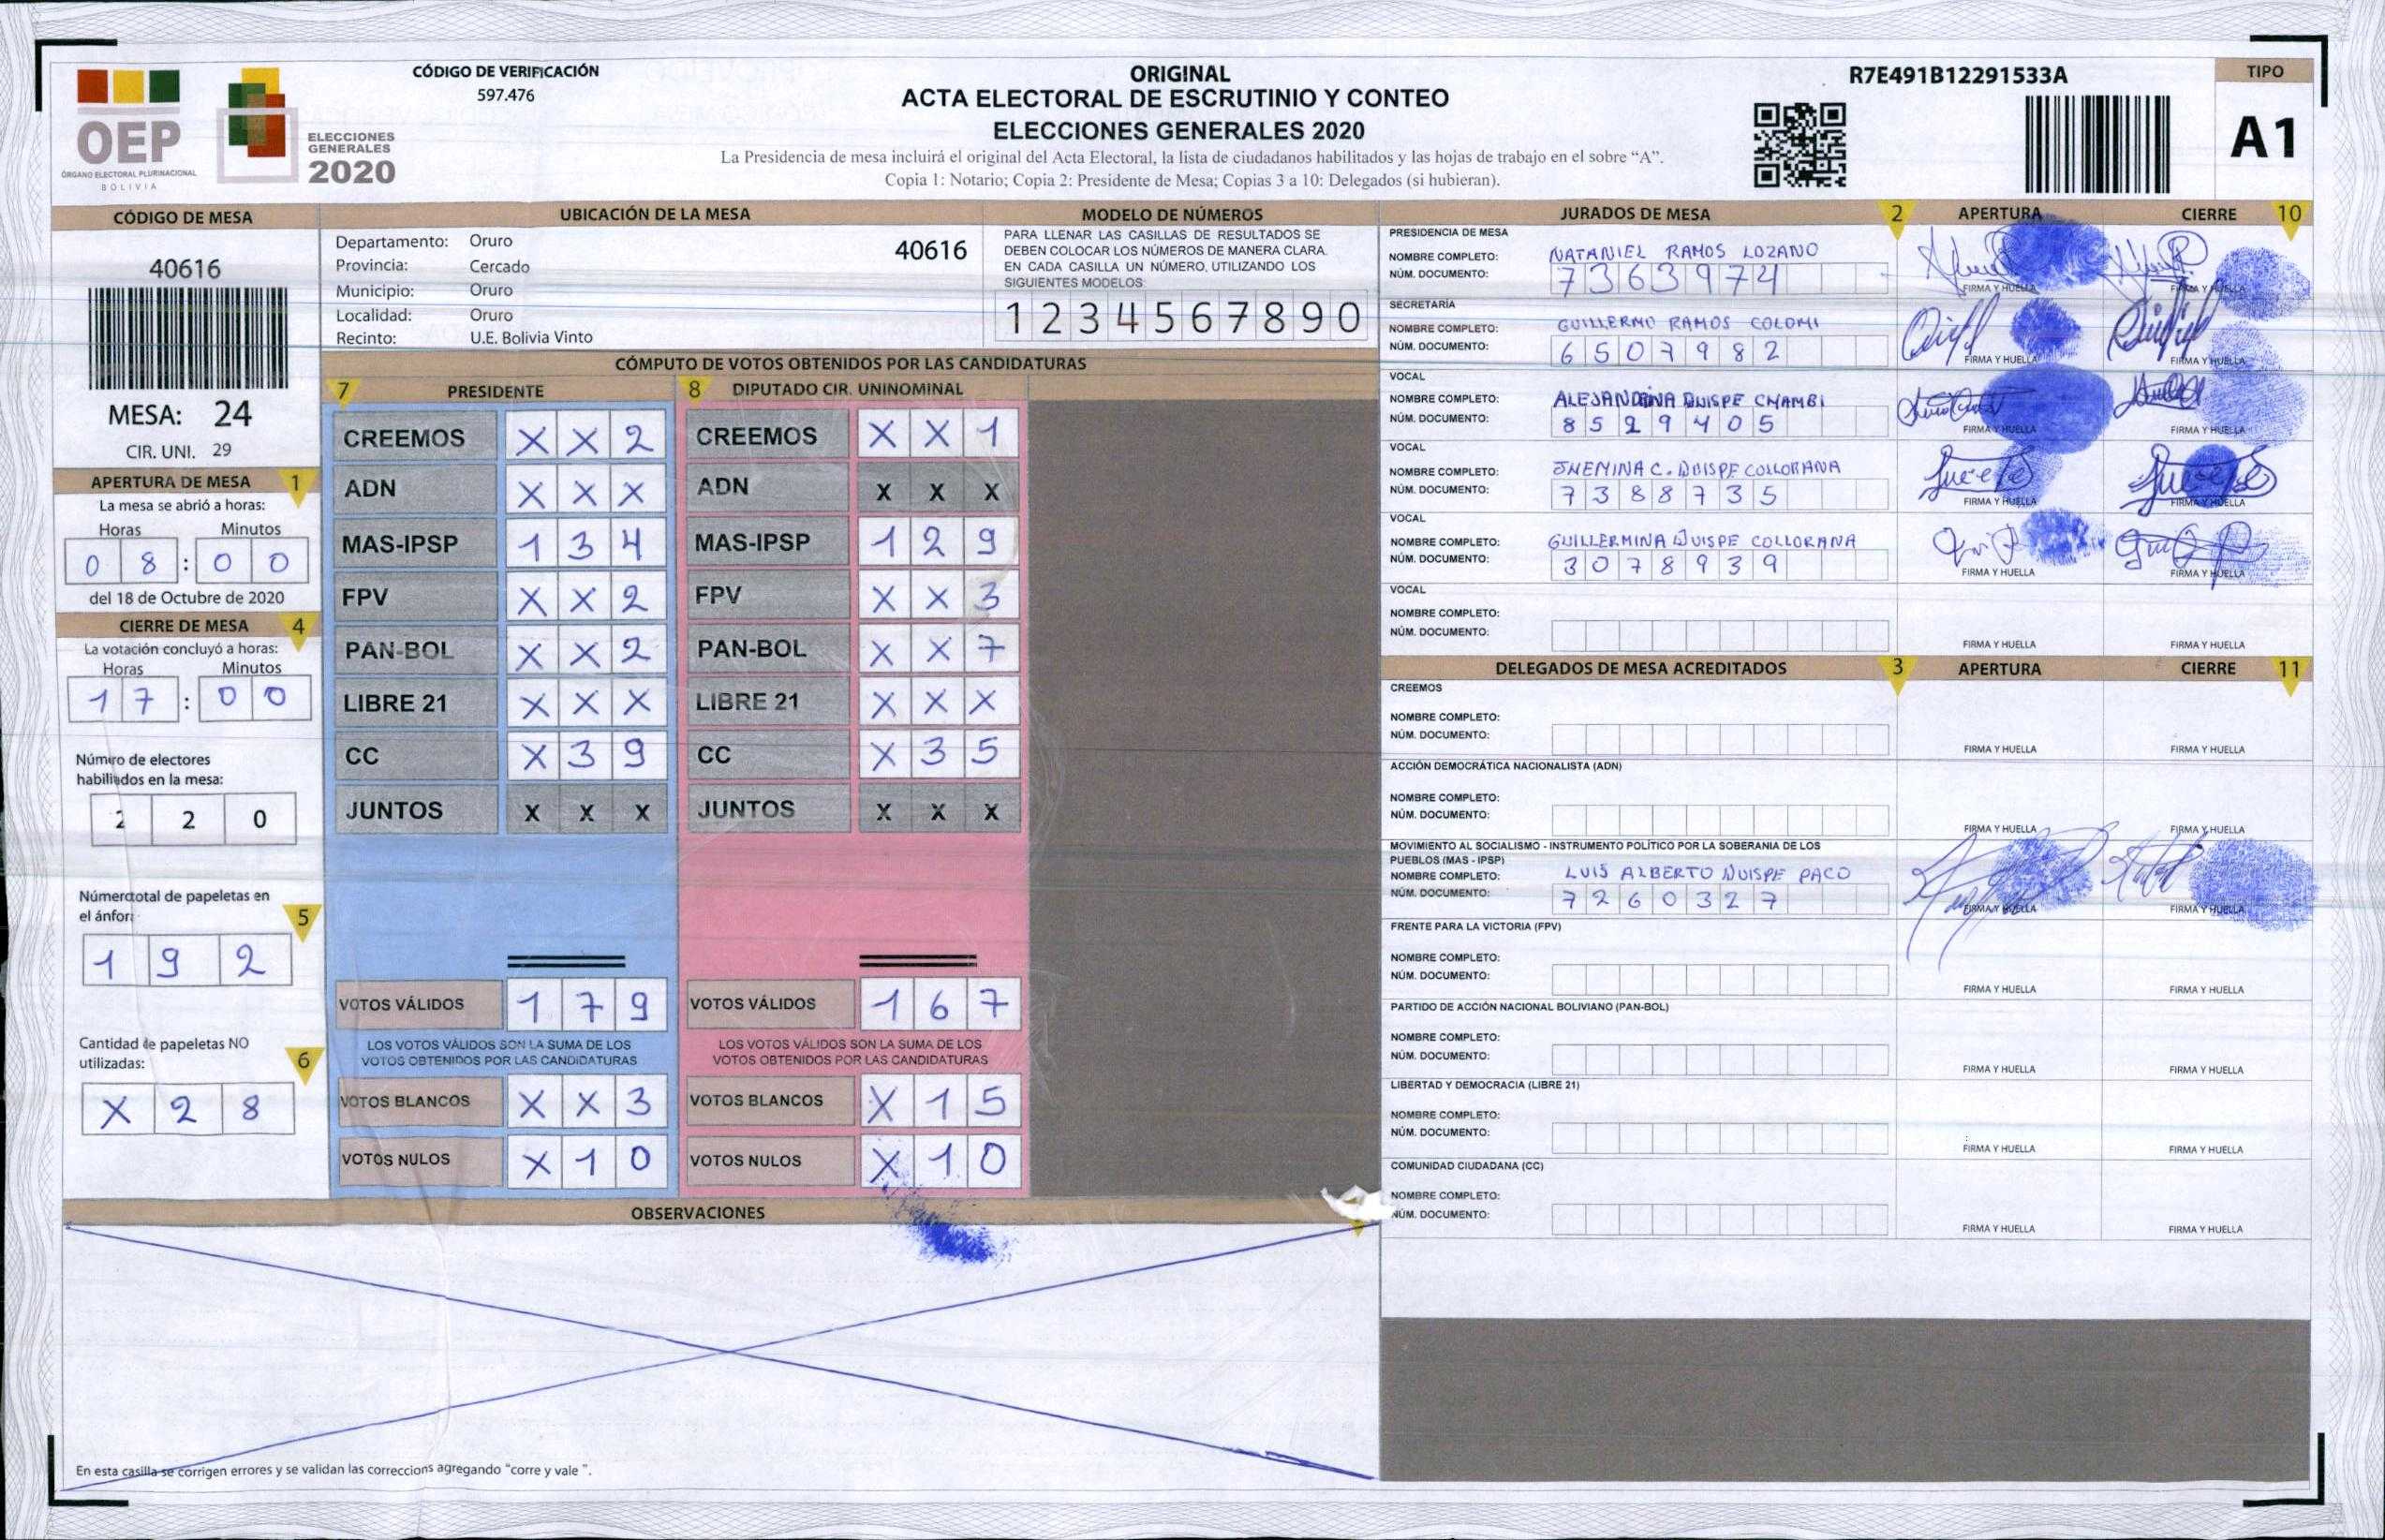 OEP
ÓRGANO ELECTORAL PLURINACIONAL
BOLIVIA
ELECCIONES
GENERALES
2020
CÓDIGO DE VERIFICACIÓN
597.476
ORIGINAL
ACTA ELECTORAL DE ESCRUTINIO Y CONTEO
ELECCIONES GENERALES 2020
La Presidencia de mesa incluirá el original del Acta Electoral, la lista de ciudadanos habilitados y las hojas de trabajo en el sobre “A”.
Copia 1: Notario; Copia 2: Presidente de Mesa; Copias 3 a 10: Delegados (si hubieran).
R7E491B12291533A
TIPO
A1
CÓDIGO DE MESA
40616
MESA: 24
CIR. UNI. 29
APERTURA DE MESA 1
La mesa se abrió a horas:
Horas Minutos
0 8 : 0 0
del 18 de Octubre de 2020
CIERRE DE MESA 4
La votación concluyó a horas:
Horas Minutos
1 7 : 0 0
Número de electores
habilitados en la mesa:
2 2 0
Número total de papeletas en
el ánfora
5
1 9 2
Cantidad de papeletas NO
utilizadas:
6
X 2 8
UBICACIÓN DE LA MESA
Departamento: Oruro 40616
Provincia: Cercado
Municipio: Oruro
Localidad: Oruro
Recinto: U.E. Bolivia Vinto
MODELO DE NÚMEROS
PARA LLENAR LAS CASILLAS DE RESULTADOS SE
DEBEN COLOCAR LOS NÚMEROS DE MANERA CLARA.
EN CADA CASILLA UN NÚMERO, UTILIZANDO LOS
SIGUIENTES MODELOS:
1 2 3 4 5 6 7 8 9 0
CÓMPUTO DE VOTOS OBTENIDOS POR LAS CANDIDATURAS
7 PRESIDENTE
CREEMOS X X 2
ADN X X X
MAS-IPSP 1 3 4
FPV X X 2
PAN-BOL X X 2
LIBRE 21 X X X
CC X 3 9
JUNTOS X X X
VOTOS VÁLIDOS 1 7 9
LOS VOTOS VÁLIDOS SON LA SUMA DE LOS
VOTOS OBTENIDOS POR LAS CANDIDATURAS
VOTOS BLANCOS X X 3
VOTOS NULOS X 1 0
8 DIPUTADO CIR. UNINOMINAL
CREEMOS X X 1
ADN X X X
MAS-IPSP 1 2 9
FPV X X 3
PAN-BOL X X 7
LIBRE 21 X X X
CC X 3 5
JUNTOS X X X
VOTOS VÁLIDOS 1 6 7
LOS VOTOS VÁLIDOS SON LA SUMA DE LOS
VOTOS OBTENIDOS POR LAS CANDIDATURAS
VOTOS BLANCOS X 1 5
VOTOS NULOS X 1 0
OBSERVACIONES
En esta casilla se corrigen errores y se validan las correccions agregando “corre y vale ”.
JURADOS DE MESA 2 APERTURA CIERRE 10
PRESIDENCIA DE MESA
NOMBRE COMPLETO: NATANIEL RAMOS LOZANO
NÚM. DOCUMENTO: 7363974
FIRMA Y HUELLA FIRMA Y HUELLA
SECRETARÍA
NOMBRE COMPLETO: GUILLERMO RAMOS COLOMI
NÚM. DOCUMENTO: 6507982
FIRMA Y HUELLA FIRMA Y HUELLA
VOCAL
NOMBRE COMPLETO: ALEJANDRINA QUISPE CHAMBI
NÚM. DOCUMENTO: 8529405
FIRMA Y HUELLA FIRMA Y HUELLA
VOCAL
NOMBRE COMPLETO: JHEMINA C. QUISPE COLLORANA
NÚM. DOCUMENTO: 7388735
FIRMA Y HUELLA FIRMA Y HUELLA
VOCAL
NOMBRE COMPLETO: GUILLERMINA QUISPE COLLORANA
NÚM. DOCUMENTO: 3078939
FIRMA Y HUELLA FIRMA Y HUELLA
VOCAL
NOMBRE COMPLETO:
NÚM. DOCUMENTO:
FIRMA Y HUELLA FIRMA Y HUELLA
DELEGADOS DE MESA ACREDITADOS 3 APERTURA CIERRE 11
CREEMOS
NOMBRE COMPLETO:
NÚM. DOCUMENTO:
FIRMA Y HUELLA FIRMA Y HUELLA
ACCIÓN DEMOCRÁTICA NACIONALISTA (ADN)
NOMBRE COMPLETO:
NÚM. DOCUMENTO:
FIRMA Y HUELLA FIRMA Y HUELLA
MOVIMIENTO AL SOCIALISMO - INSTRUMENTO POLÍTICO POR LA SOBERANIA DE LOS
PUEBLOS (MAS - IPSP)
NOMBRE COMPLETO: LUIS ALBERTO QUISPE PACO
NÚM. DOCUMENTO: 7260327
FIRMA Y HUELLA FIRMA Y HUELLA
FRENTE PARA LA VICTORIA (FPV)
NOMBRE COMPLETO:
NÚM. DOCUMENTO:
FIRMA Y HUELLA FIRMA Y HUELLA
PARTIDO DE ACCIÓN NACIONAL BOLIVIANO (PAN-BOL)
NOMBRE COMPLETO:
NÚM. DOCUMENTO:
FIRMA Y HUELLA FIRMA Y HUELLA
LIBERTAD Y DEMOCRACIA (LIBRE 21)
NOMBRE COMPLETO:
NÚM. DOCUMENTO:
FIRMA Y HUELLA FIRMA Y HUELLA
COMUNIDAD CIUDADANA (CC)
NOMBRE COMPLETO:
NÚM. DOCUMENTO:
FIRMA Y HUELLA FIRMA Y HUELLA